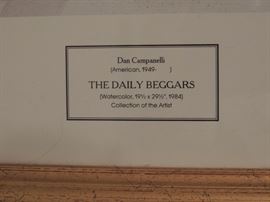 Dan Campanelli
(American, 1949- )
THE DAILY BEGGARS
(Watercolor, 19½ x 29½", 1984)
Collection of the Artist